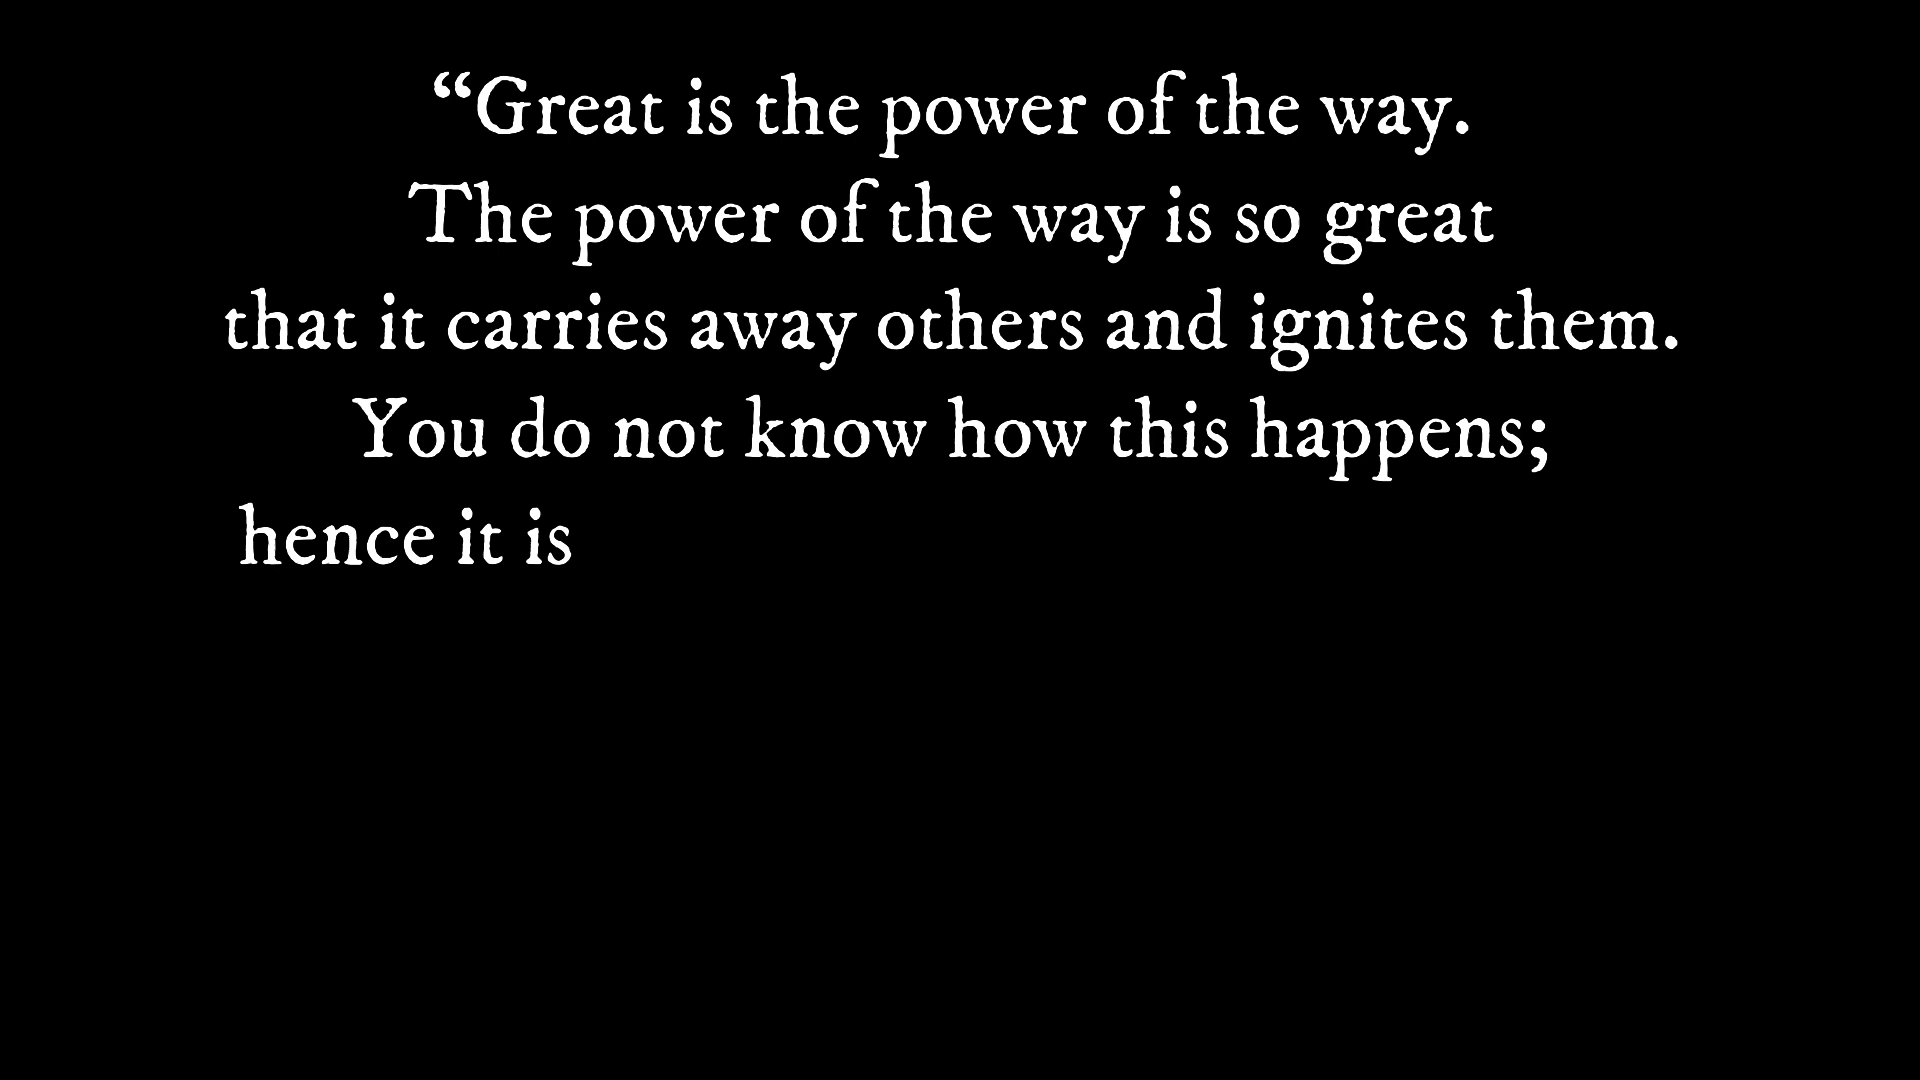 “Great is the power of the way.
The power of the way is so great
that it carries away others and ignites them.
You do not know how this happens;
hence it is